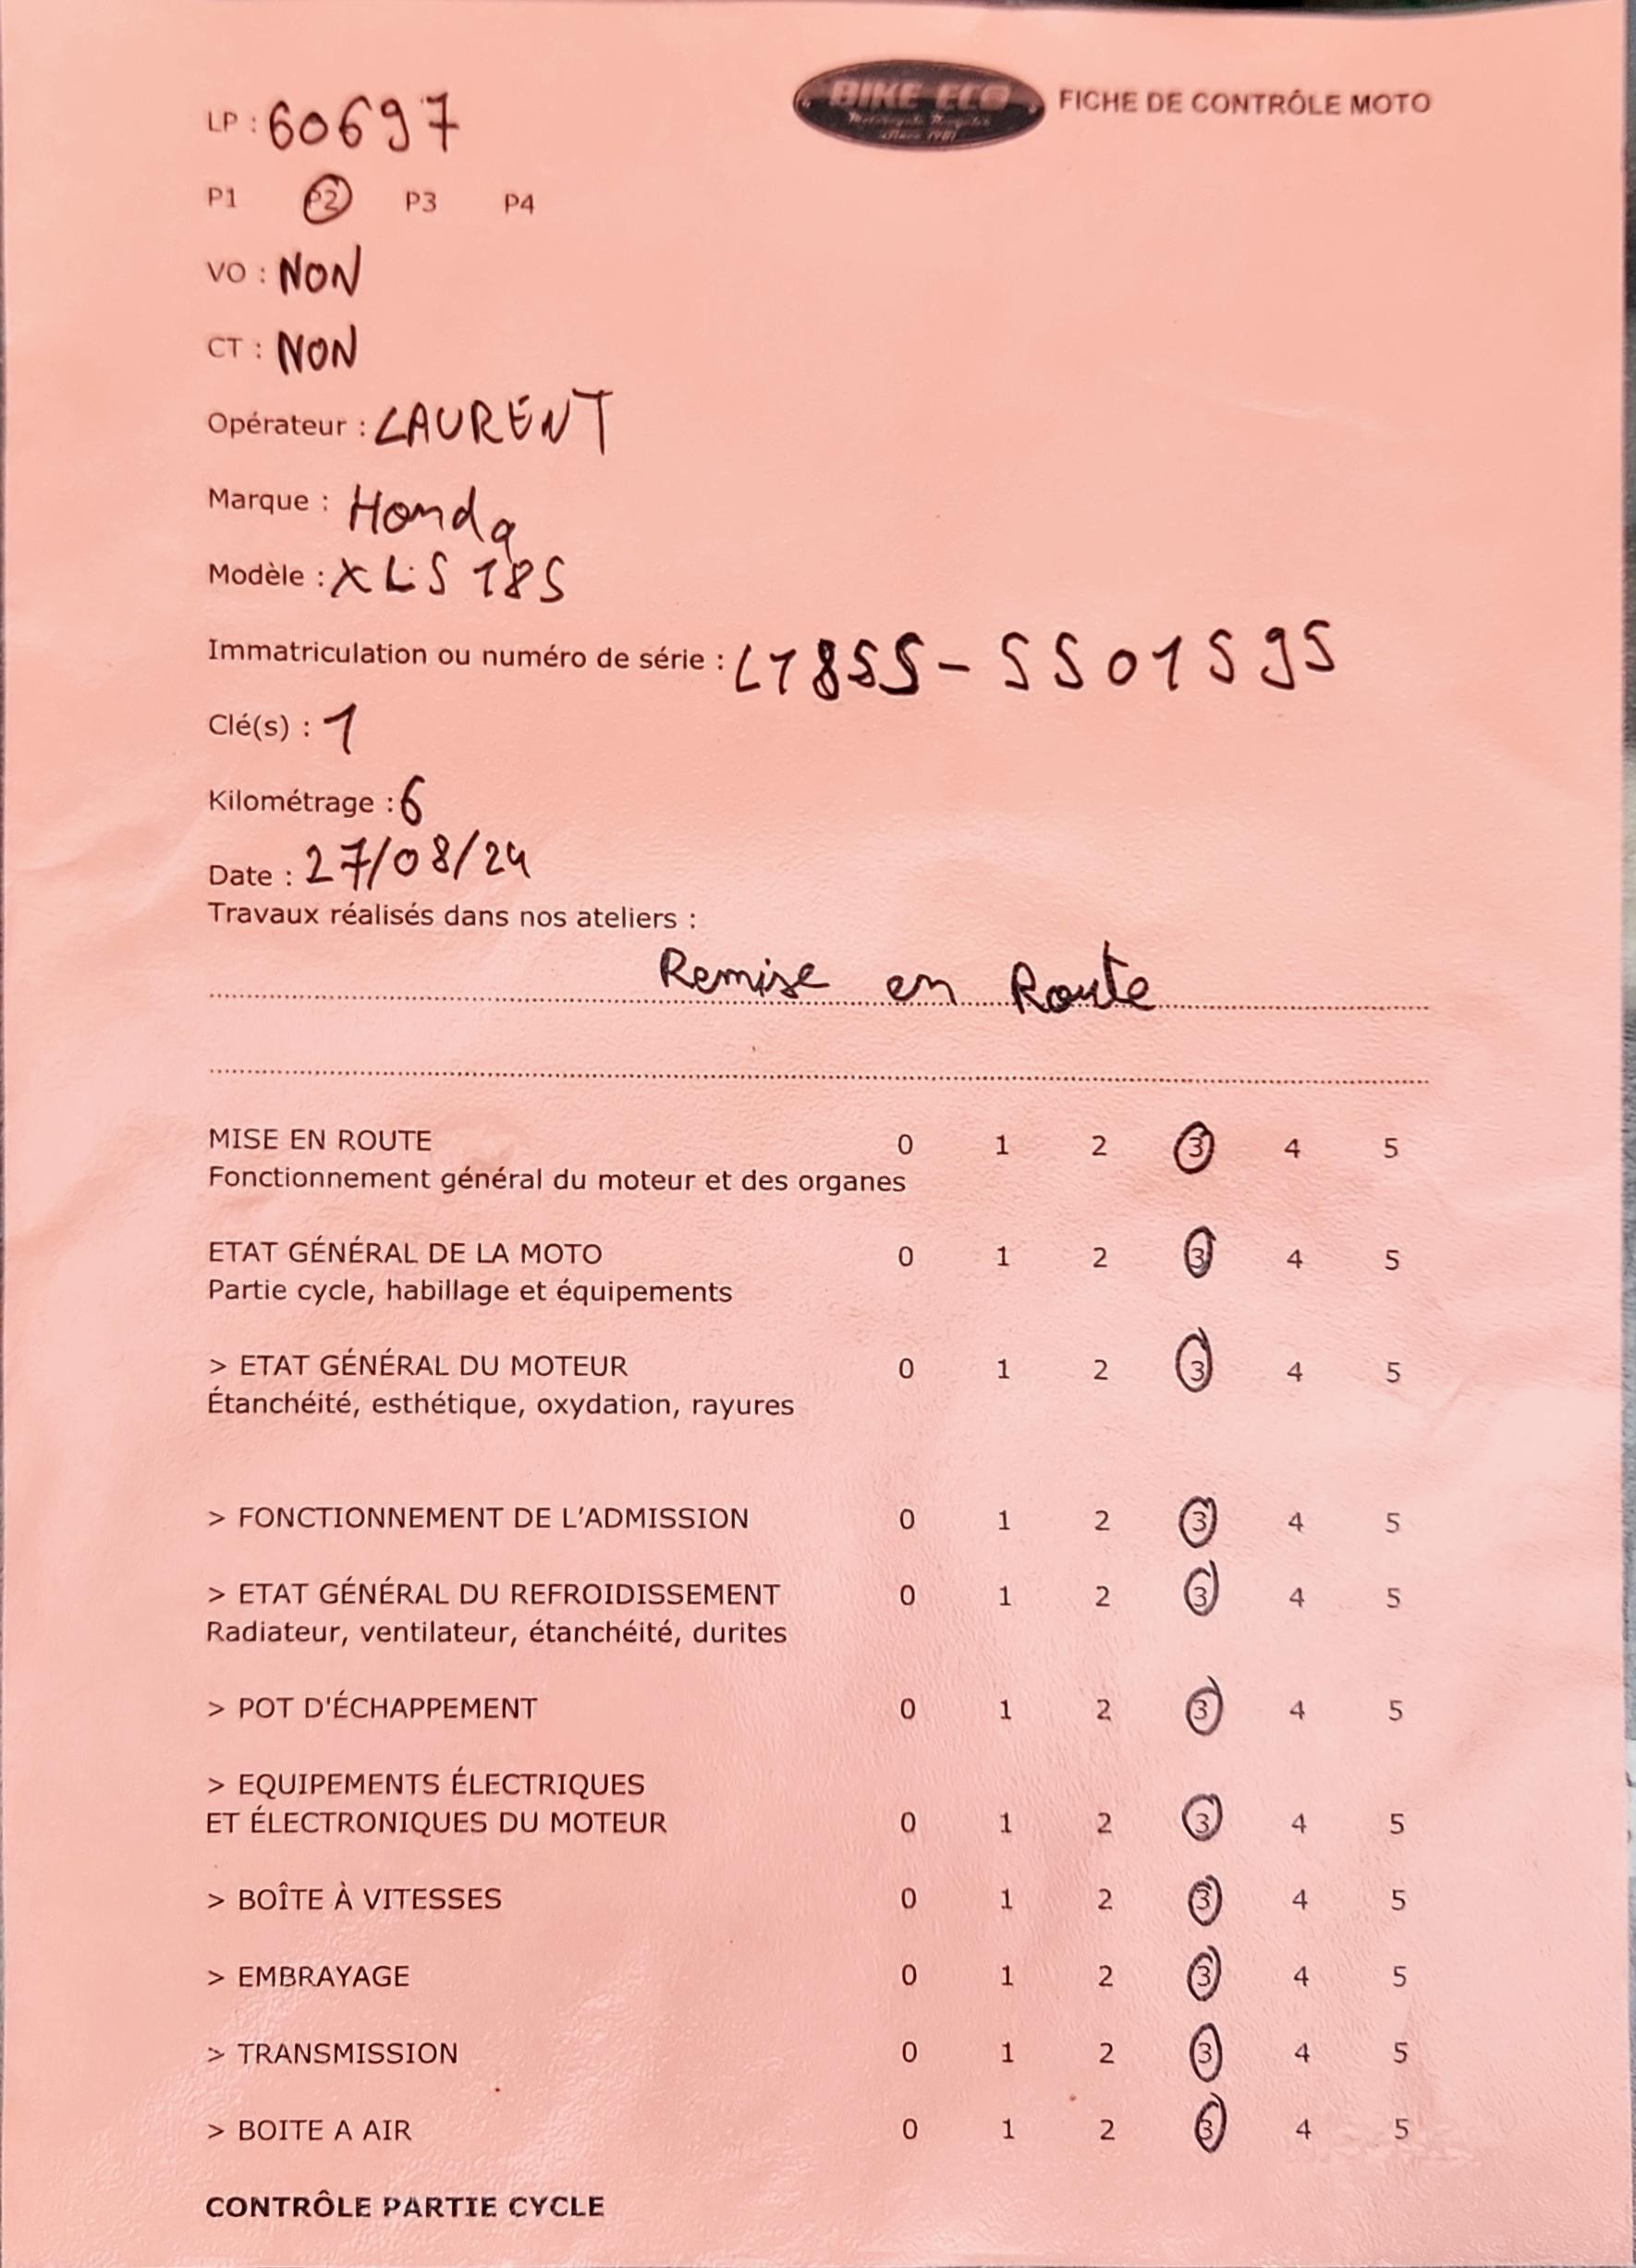 BIKE ECO
FICHE DE CONTRÔLE MOTO
LP : 60697
P1 P2 P3 P4
VO : NON
CT : NON
Opérateur : LAURENT
Marque : Honda
Modèle : XLS 185
Immatriculation ou numéro de série : L185S-5501595
Clé(s) : 1
Kilométrage : 6
Date : 27/08/24
Travaux réalisés dans nos ateliers :
Remise en Route
MISE EN ROUTE 0 1 2 3 4 5
Fonctionnement général du moteur et des organes
ETAT GÉNÉRAL DE LA MOTO 0 1 2 3 4 5
Partie cycle, habillage et équipements
> ETAT GÉNÉRAL DU MOTEUR 0 1 2 3 4 5
Étanchéité, esthétique, oxydation, rayures
> FONCTIONNEMENT DE L'ADMISSION 0 1 2 3 4 5
> ETAT GÉNÉRAL DU REFROIDISSEMENT 0 1 2 3 4 5
Radiateur, ventilateur, étanchéité, durites
> POT D'ÉCHAPPEMENT 0 1 2 3 4 5
> EQUIPEMENTS ÉLECTRIQUES
ET ÉLECTRONIQUES DU MOTEUR 0 1 2 3 4 5
> BOÎTE À VITESSES 0 1 2 3 4 5
> EMBRAYAGE 0 1 2 3 4 5
> TRANSMISSION 0 1 2 3 4 5
> BOITE A AIR 0 1 2 3 4 5
CONTRÔLE PARTIE CYCLE